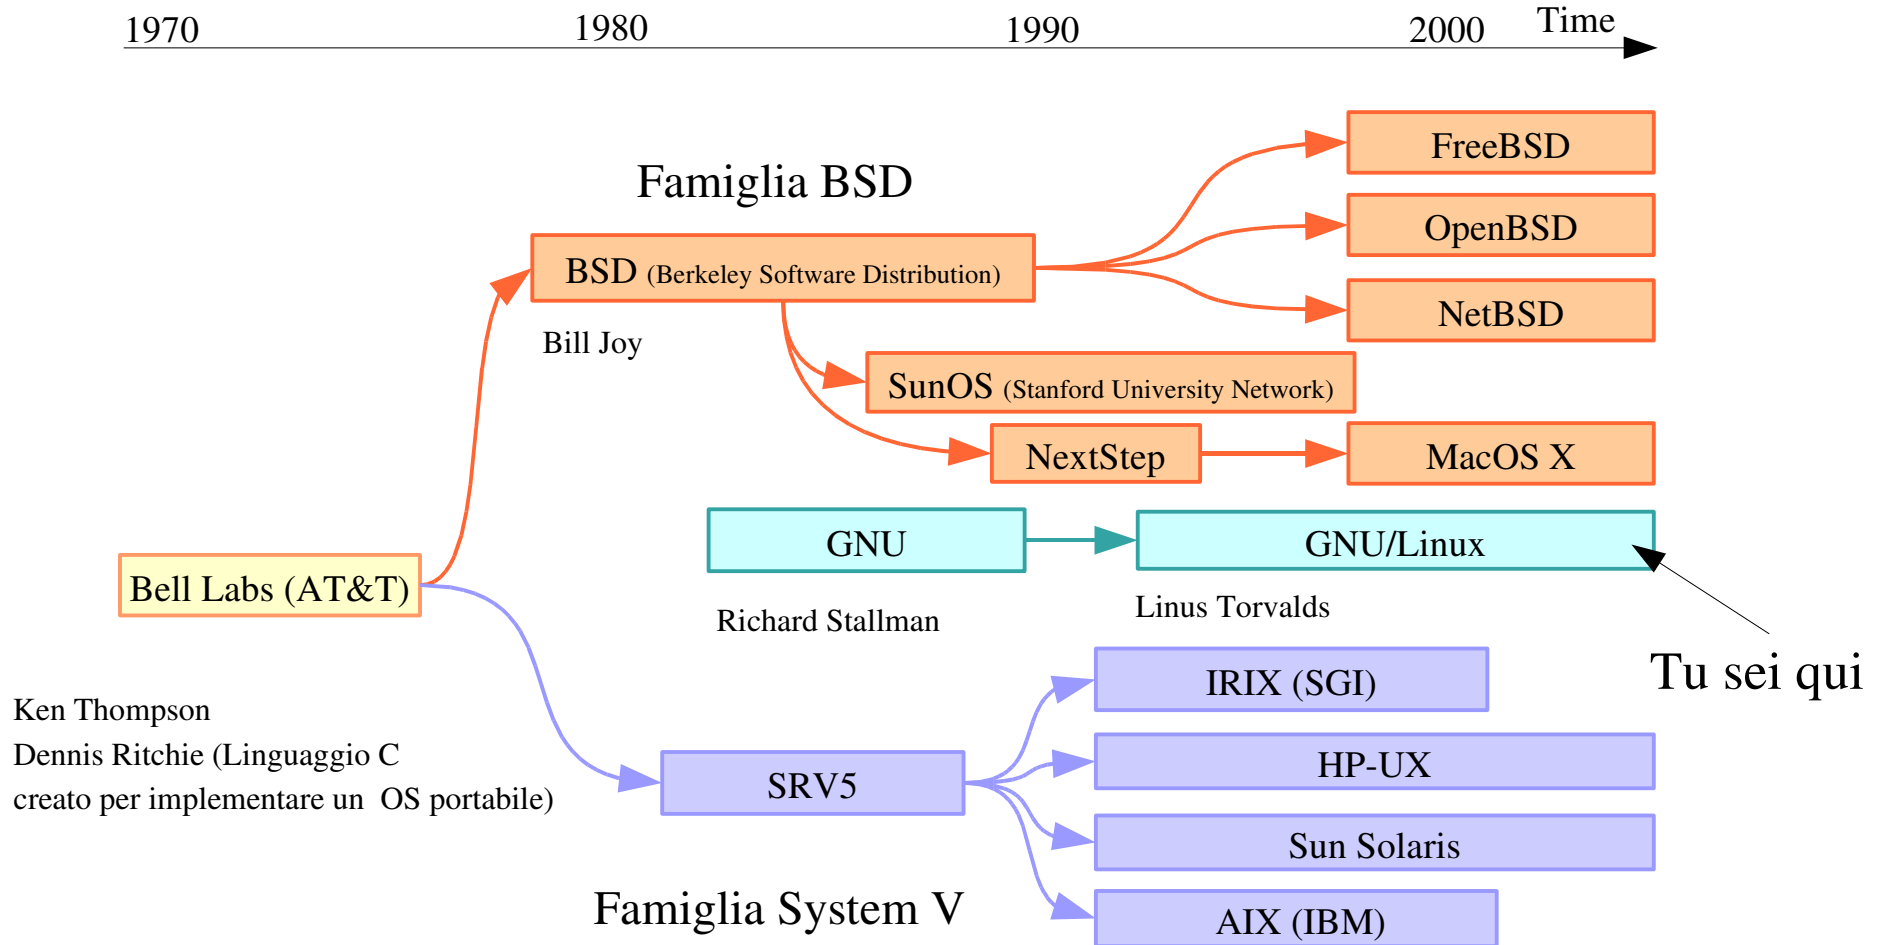 1970 1980 1990 2000 Time
FreeBSD
Famiglia BSD
OpenBSD
BSD (Berkeley Software Distribution)
NetBSD
Bill Joy
SunOS (Stanford University Network)
NextStep
MacOS X
GNU
GNU/Linux
Bell Labs (AT&T)
Richard Stallman
Linus Torvalds
Tu sei qui
IRIX (SGI)
Ken Thompson
Dennis Ritchie (Linguaggio C
creato per implementare un OS portabile)
SRV5
HP-UX
Sun Solaris
Famiglia System V
AIX (IBM)